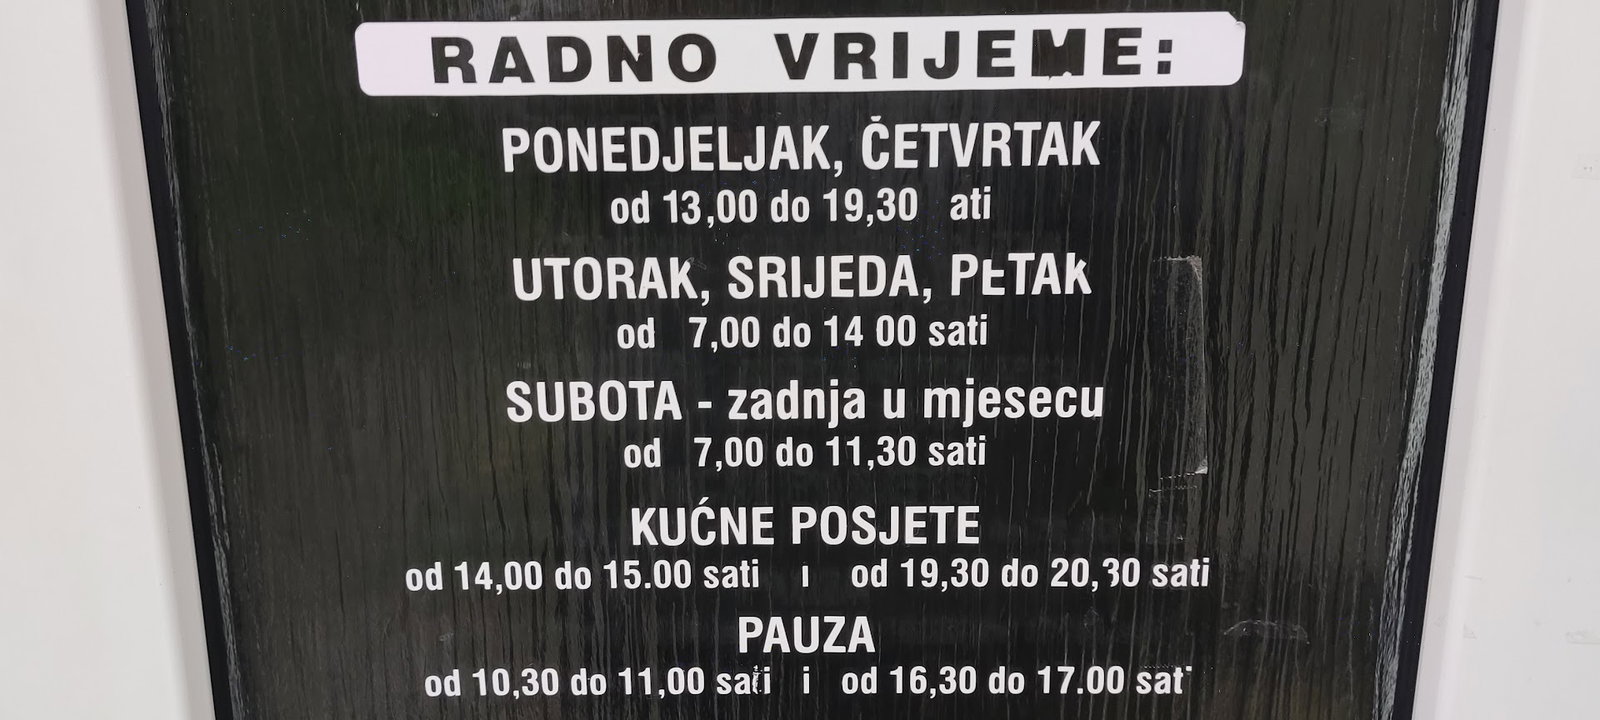 RADNO VRIJEME:
PONEDJELJAK, ČETVRTAK
od 13,00 do 19,30 ati
UTORAK, SRIJEDA, PETAK
od 7,00 do 14 00 sati
SUBOTA - zadnja u mjesecu
od 7,00 do 11,30 sati
KUĆNE POSJETE
od 14,00 do 15.00 sati i od 19,30 do 20,30 sati
PAUZA
od 10,30 do 11,00 sati i od 16,30 do 17.00 sati